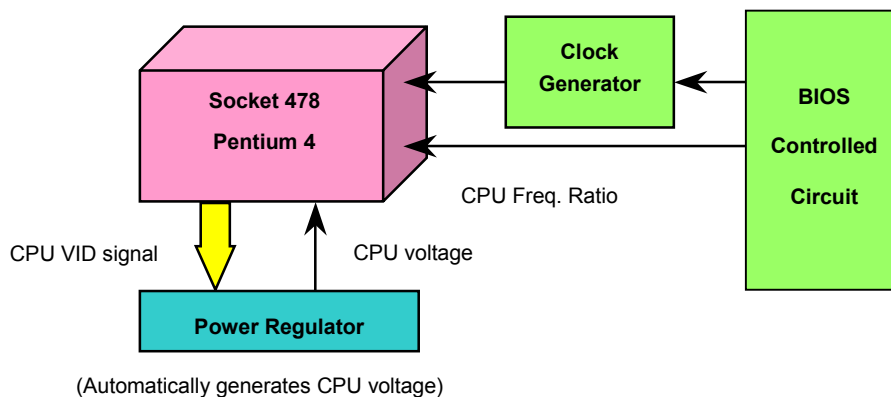 Socket 478
Pentium 4
Clock
Generator
BIOS
Controlled
Circuit
CPU Freq. Ratio
CPU VID signal
CPU voltage
Power Regulator
(Automatically generates CPU voltage)